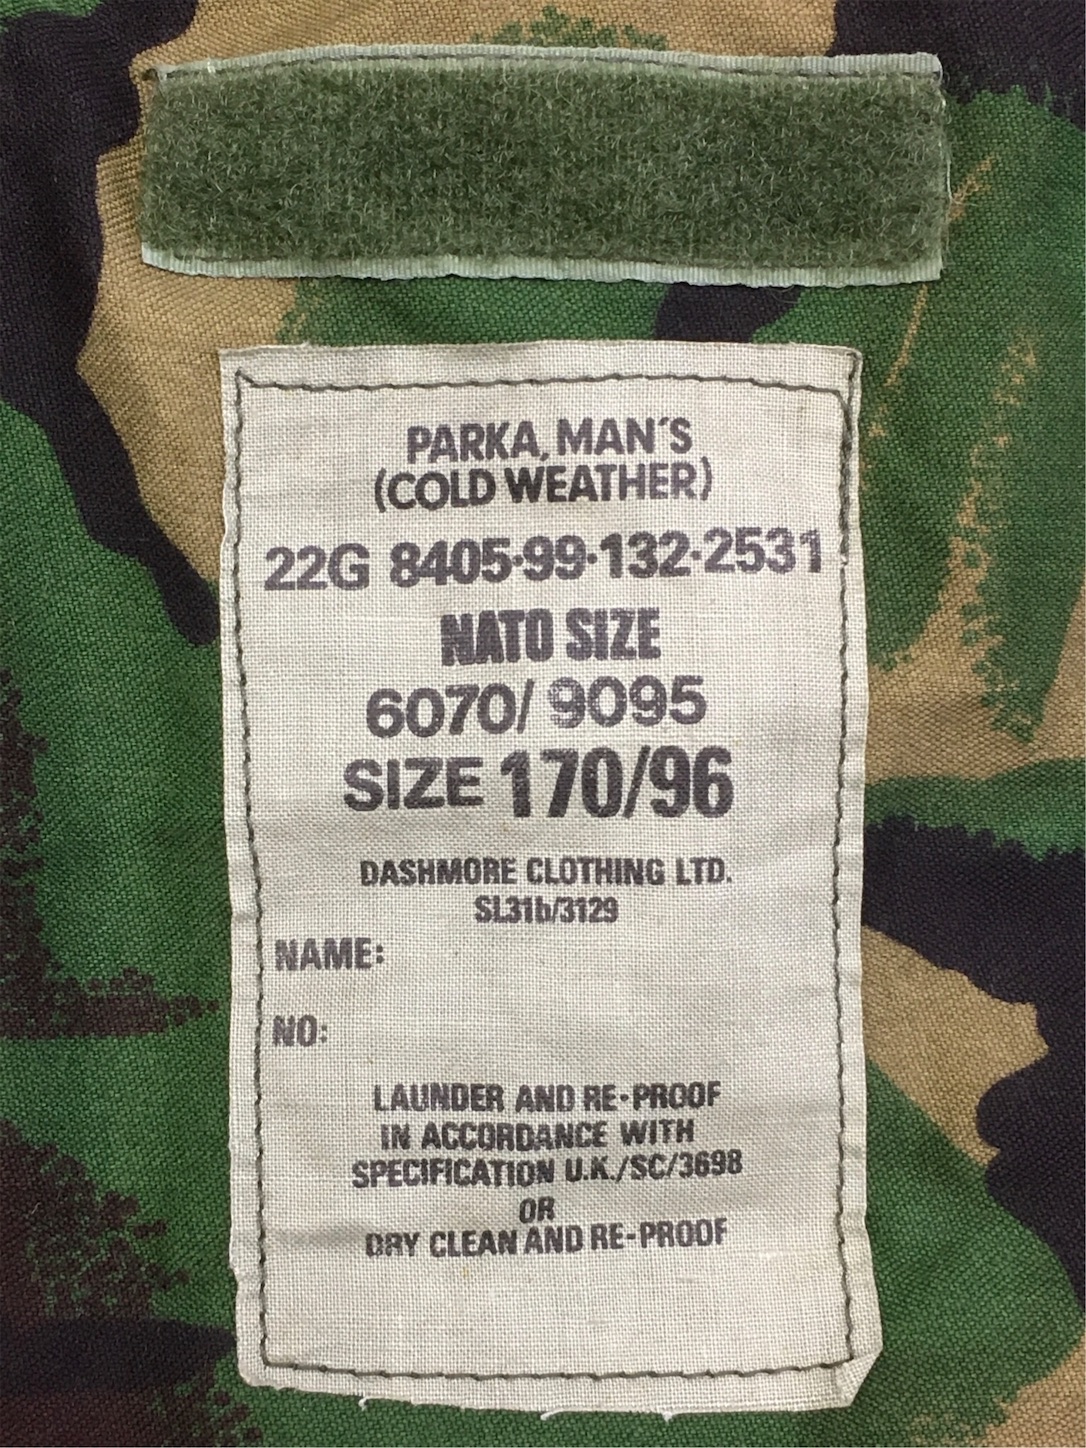 PARKA, MAN´S
(COLD WEATHER)
22G 8405·99·132·2531
NATO SIZE
6070/ 9095
SIZE 170/96
DASHMORE CLOTHING LTD.
SL31b/3129
NAME:
NO:
LAUNDER AND RE-PROOF
IN ACCORDANCE WITH
SPECIFICATION U.K./SC/3698
OR
DRY CLEAN AND RE-PROOF